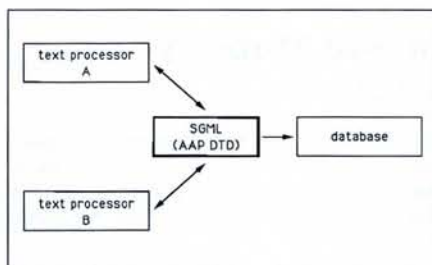 text processor
A
SGML
(AAP DTD)
database
text processor
B